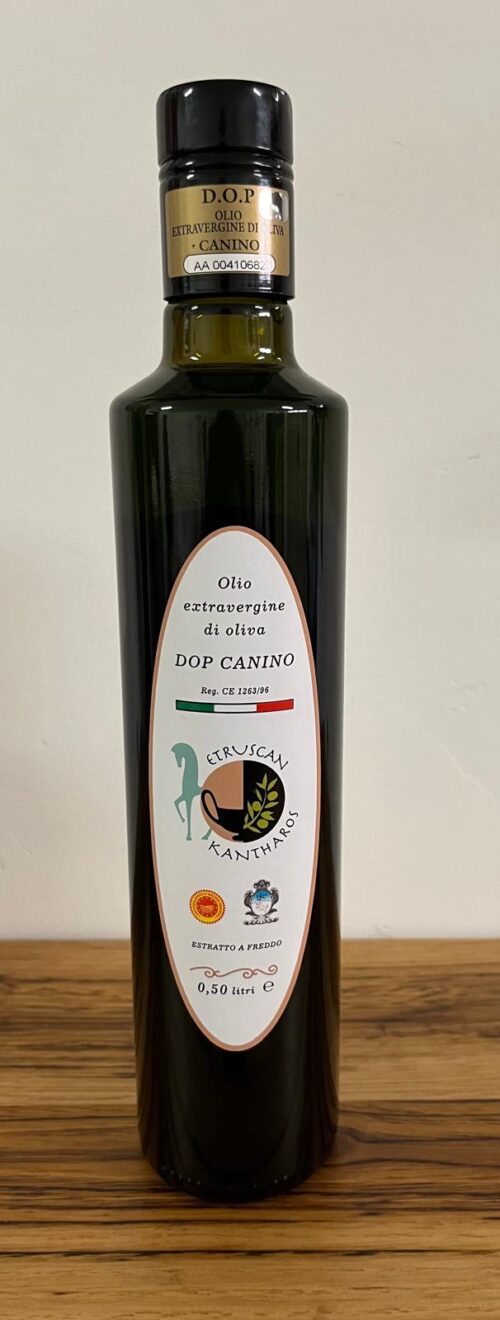 D.O.P
OLIO
EXTRAVERGINE DI OLIVA
CANINO
AA 0041068
Olio
extravergine
di oliva
DOP CANINO
Reg. CE 1263/96
ETRUSCAN
KANTHAROS
ESTRATTO A FREDDO
0,50 litri e